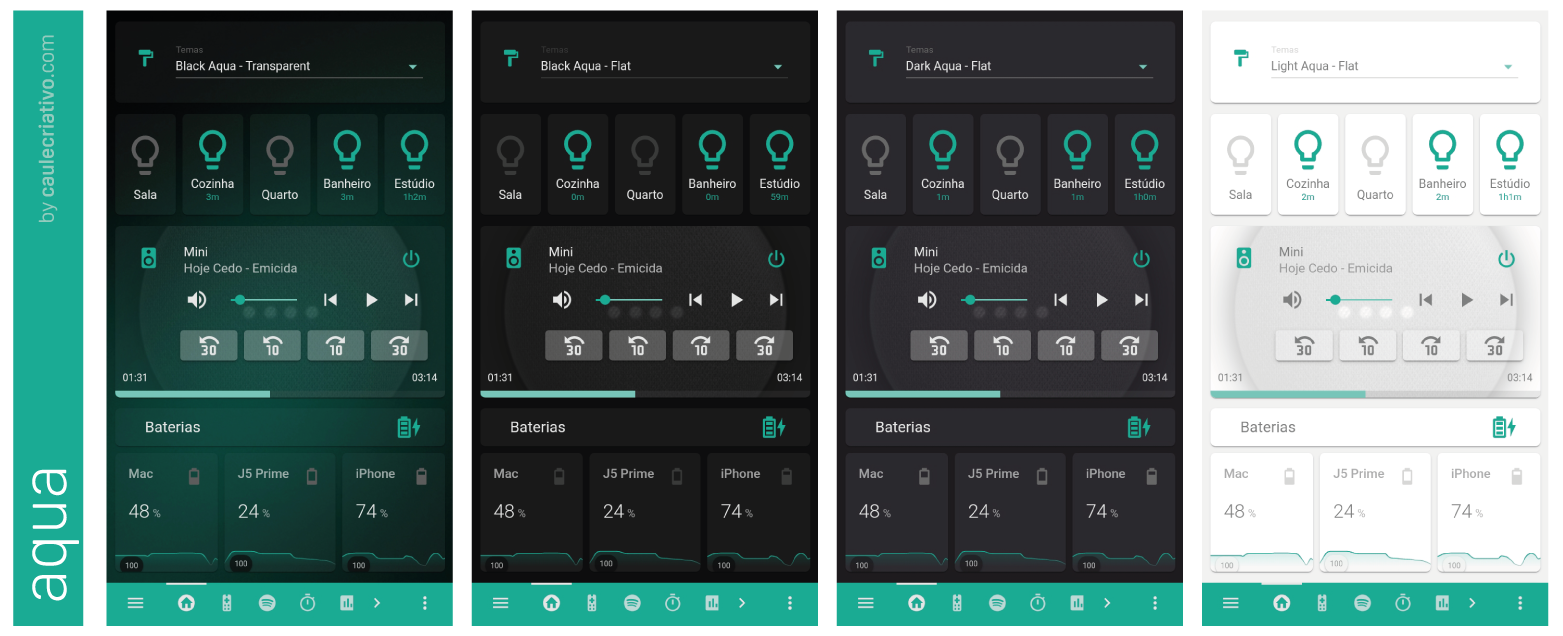 aqua
by caulecriativo.com
Temas
Black Aqua - Transparent
Sala
Cozinha
3m
Quarto
Banheiro
3m
Estúdio
1h2m
Mini
Hoje Cedo - Emicida
30
10
10
30
01:31
03:14
Baterias
Mac
48 %
100
J5 Prime
24 %
100
iPhone
74 %
100
Temas
Black Aqua - Flat
Sala
Cozinha
0m
Quarto
Banheiro
0m
Estúdio
59m
Mini
Hoje Cedo - Emicida
30
10
10
30
01:31
03:14
Baterias
Mac
48 %
100
J5 Prime
24 %
100
iPhone
74 %
100
Temas
Dark Aqua - Flat
Sala
Cozinha
1m
Quarto
Banheiro
1m
Estúdio
1h0m
Mini
Hoje Cedo - Emicida
30
10
10
30
01:31
03:14
Baterias
Mac
48 %
100
J5 Prime
24 %
100
iPhone
74 %
100
Temas
Light Aqua - Flat
Sala
Cozinha
2m
Quarto
Banheiro
2m
Estúdio
1h1m
Mini
Hoje Cedo - Emicida
30
10
10
30
01:31
03:14
Baterias
Mac
48 %
100
J5 Prime
24 %
100
iPhone
74 %
100